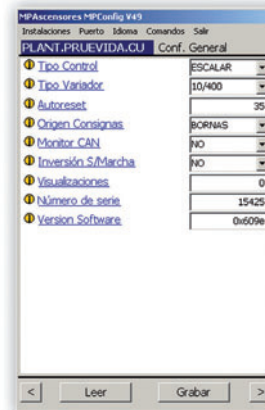 MPAscensores MPConfig V49
Instalaciones Puerto Idioma Comandos Salir
PLANT.PRUEVIDA.CU Conf. General
Tipo Control ESCALAR
Tipo Variador 10/400
Autoreset 35
Origen Consignas BORNAS
Monitor CAN NO
Inversión S/Marcha NO
Visualizaciones 0
Número de serie 15425
Version Software 0x609e
< Leer Grabar >